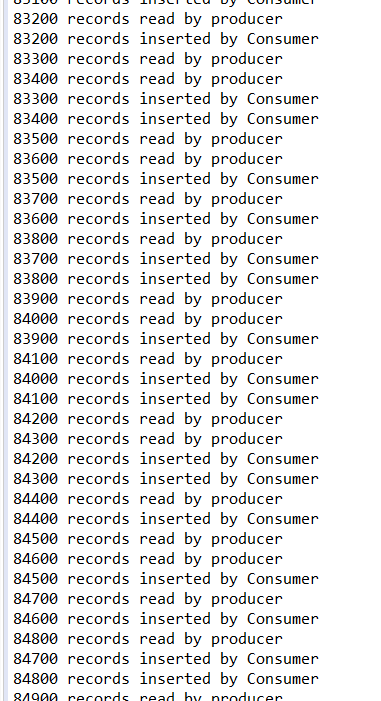 83100 records inserted by Consumer
83200 records read by producer
83200 records inserted by Consumer
83300 records read by producer
83400 records read by producer
83300 records inserted by Consumer
83400 records inserted by Consumer
83500 records read by producer
83600 records read by producer
83500 records inserted by Consumer
83700 records read by producer
83600 records inserted by Consumer
83800 records read by producer
83700 records inserted by Consumer
83800 records inserted by Consumer
83900 records read by producer
84000 records read by producer
83900 records inserted by Consumer
84100 records read by producer
84000 records inserted by Consumer
84100 records inserted by Consumer
84200 records read by producer
84300 records read by producer
84200 records inserted by Consumer
84300 records inserted by Consumer
84400 records read by producer
84400 records inserted by Consumer
84500 records read by producer
84600 records read by producer
84500 records inserted by Consumer
84700 records read by producer
84600 records inserted by Consumer
84800 records read by producer
84700 records inserted by Consumer
84800 records inserted by Consumer
84900 records read by producer